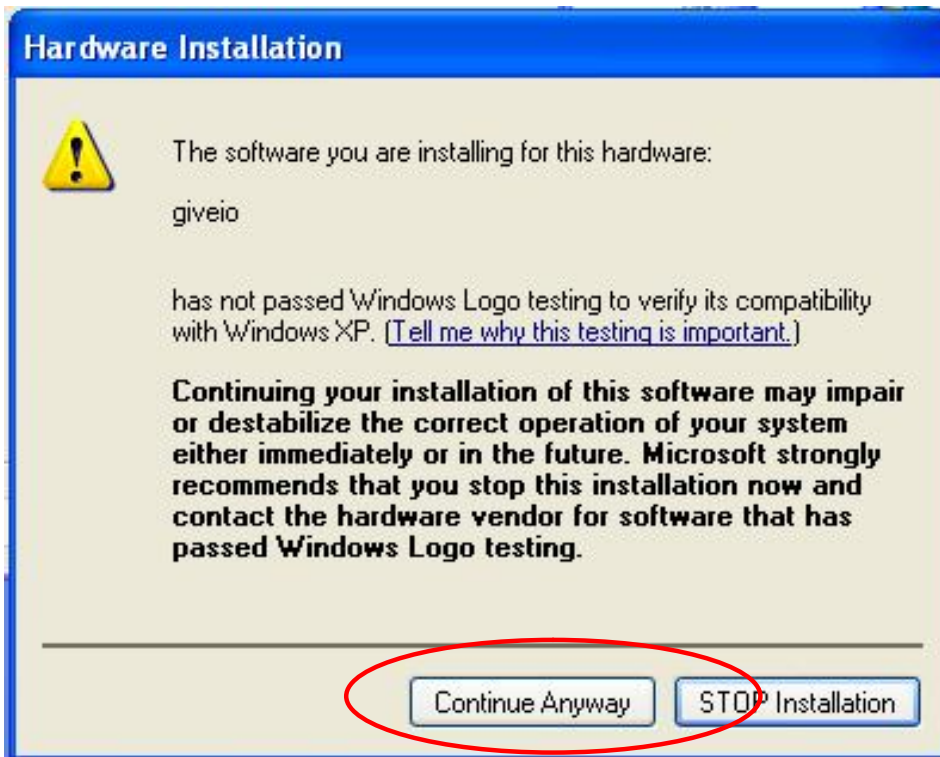 Hardware Installation
The software you are installing for this hardware:
giveio
has not passed Windows Logo testing to verify its compatibility
with Windows XP. (Tell me why this testing is important.)
Continuing your installation of this software may impair
or destabilize the correct operation of your system
either immediately or in the future. Microsoft strongly
recommends that you stop this installation now and
contact the hardware vendor for software that has
passed Windows Logo testing.
Continue Anyway
STOP Installation